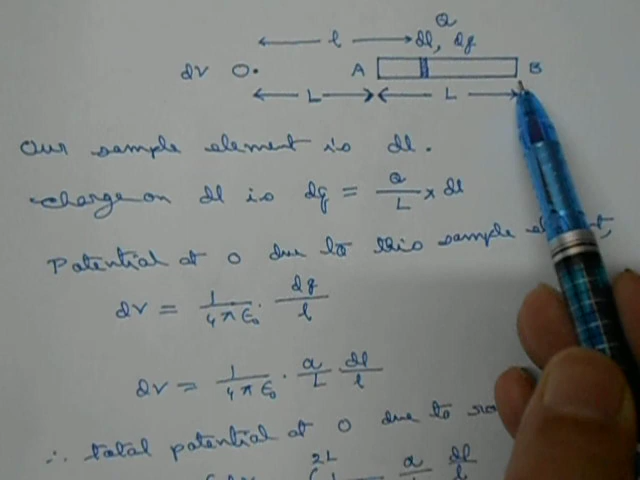 Q
l dl, dq
dV O. A B
L L
Our sample element is dl.
charge on dl is dq = Q/L × dl
Potential at O due to this sample
dV = 1/4πε₀ · dq/l
dV = 1/4πε₀ · Q/L dl/l
∴ total potential at O due to
2L
Q dl